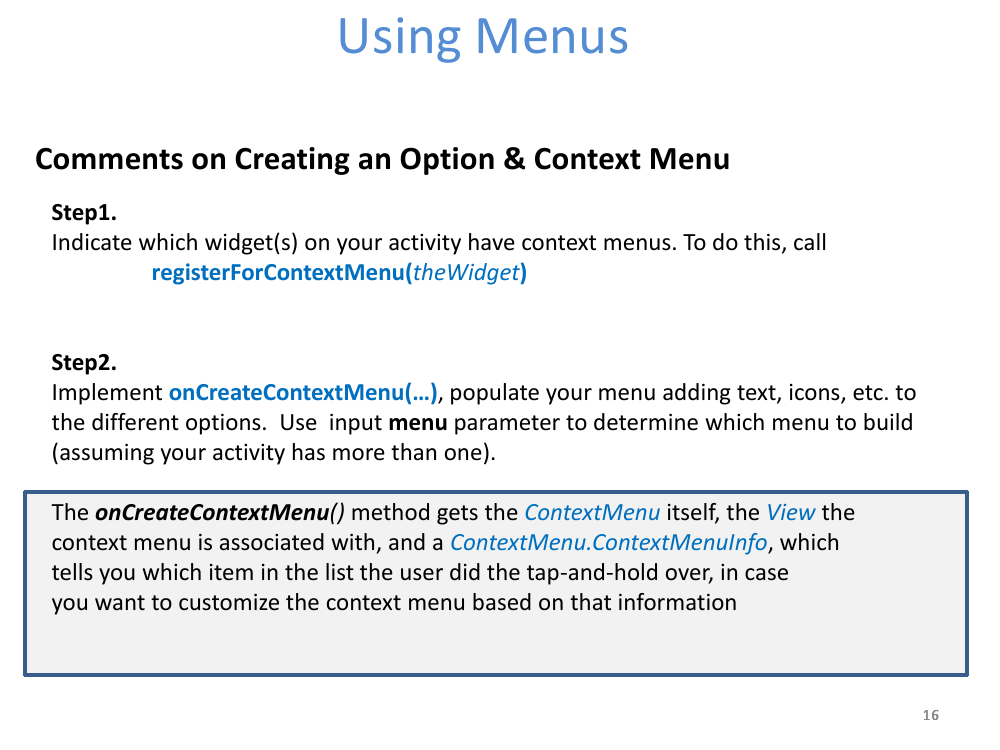 Using Menus
Comments on Creating an Option & Context Menu
Step1.
Indicate which widget(s) on your activity have context menus. To do this, call
registerForContextMenu(theWidget)
Step2.
Implement onCreateContextMenu(…), populate your menu adding text, icons, etc. to
the different options.  Use  input menu parameter to determine which menu to build
(assuming your activity has more than one).
The onCreateContextMenu() method gets the ContextMenu itself, the View the
context menu is associated with, and a ContextMenu.ContextMenuInfo, which
tells you which item in the list the user did the tap-and-hold over, in case
you want to customize the context menu based on that information
16